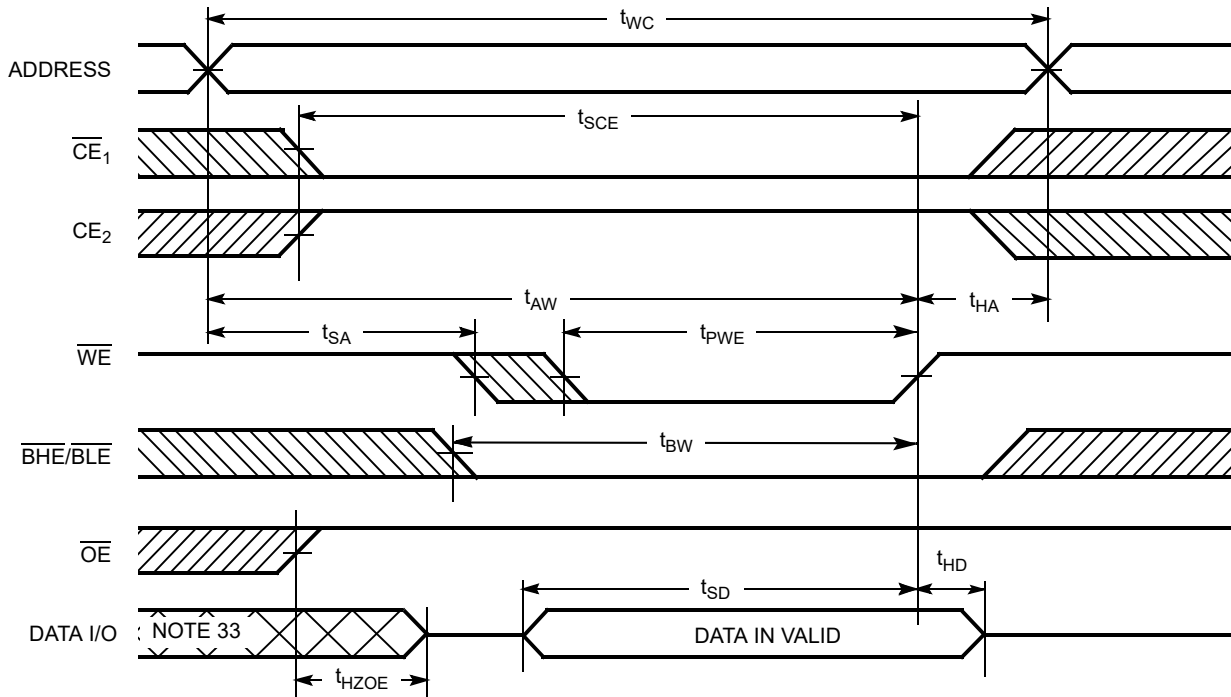 tWC
ADDRESS
tSCE
CE1
CE2
tAW
tHA
tSA
tPWE
WE
tBW
BHE/BLE
OE
tHD
tSD
DATA I/O
NOTE 33
DATA IN VALID
tHZOE